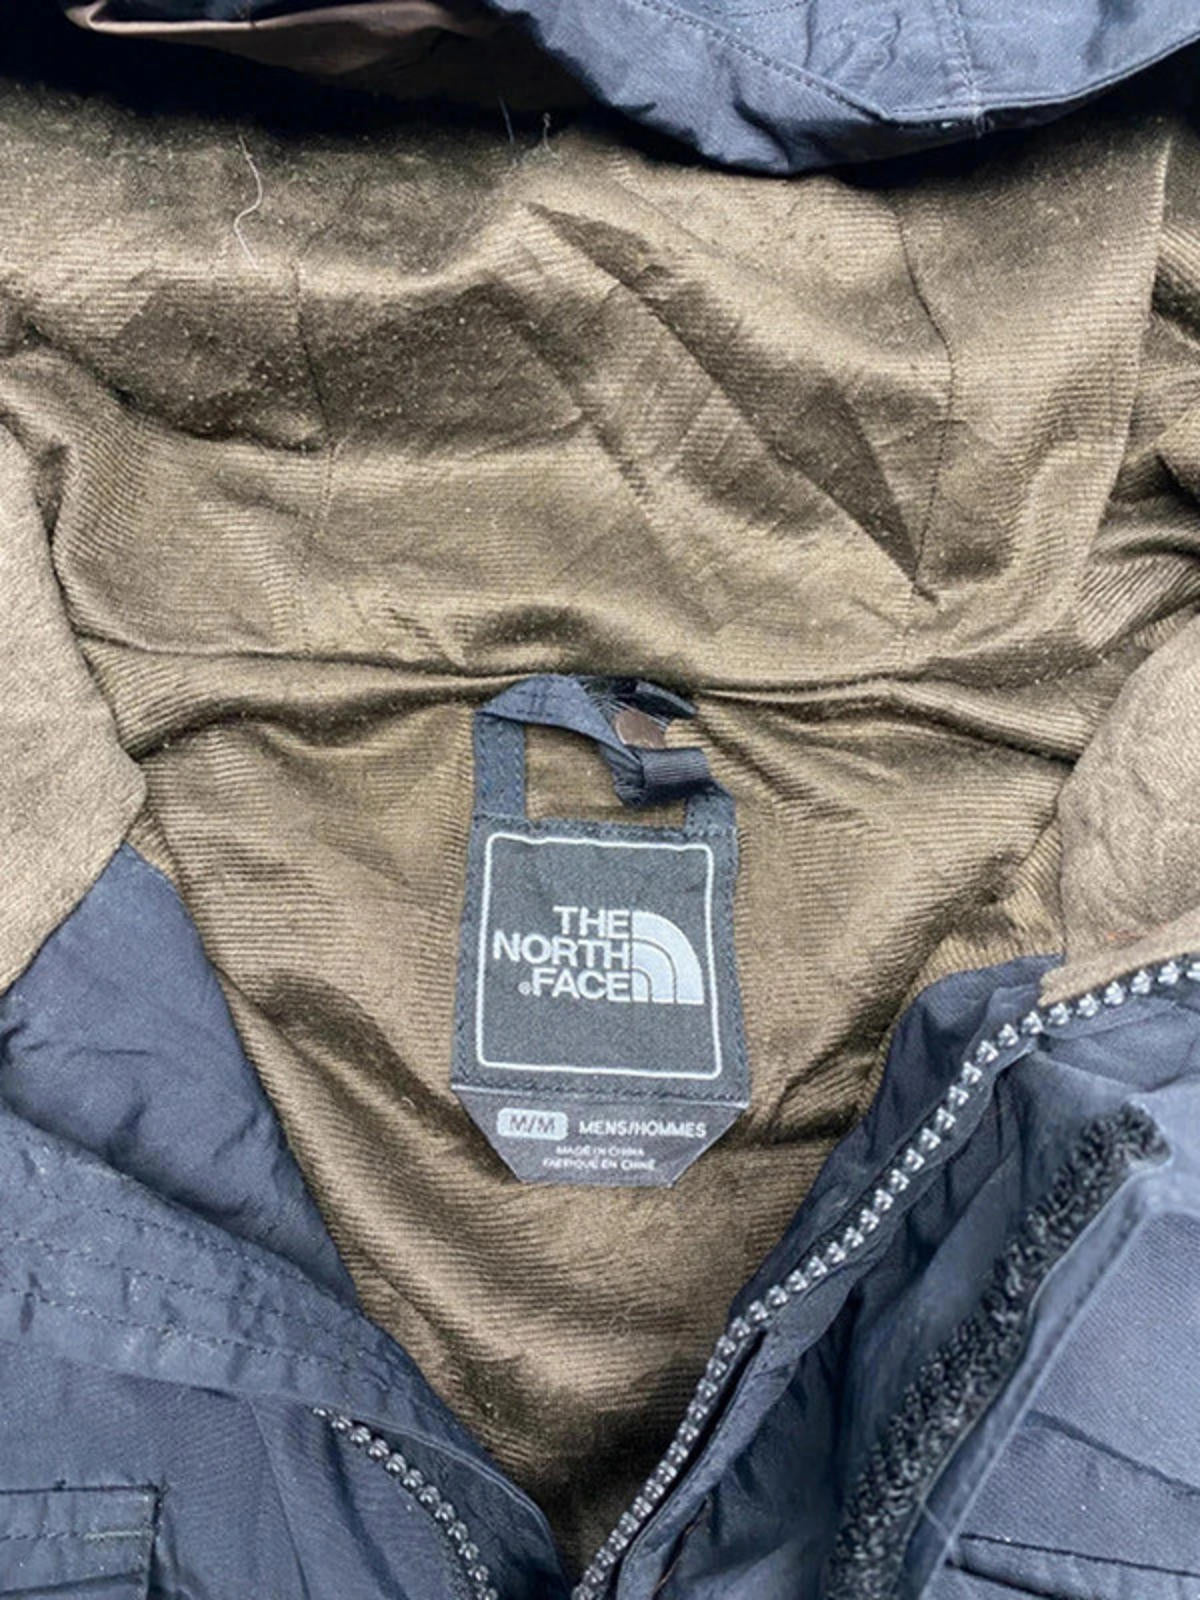 THE
NORTH
®FACE
M/M MENS/HOMMES
MADE IN CHINA
FABRIQUÉ EN CHINE